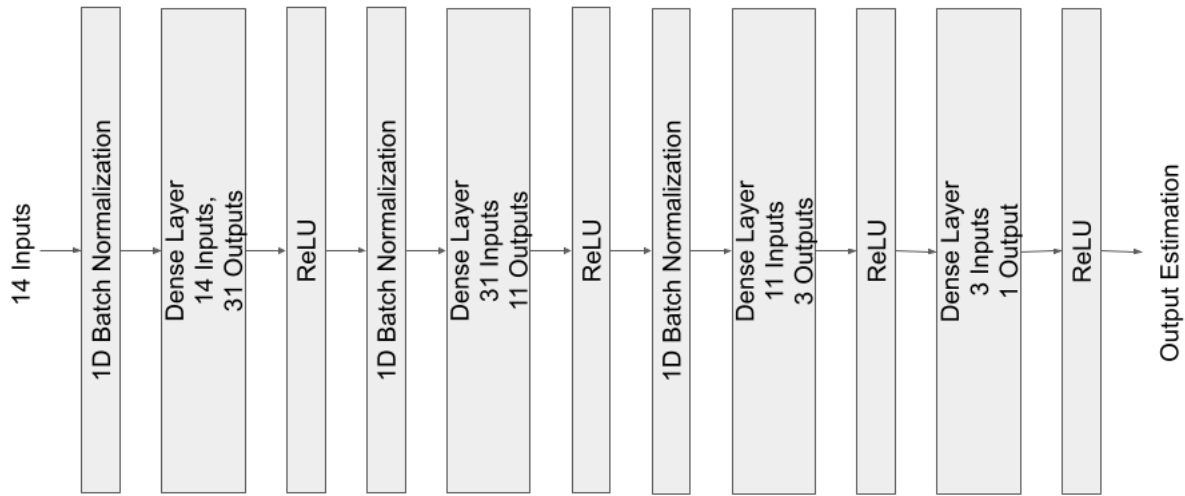 14 Inputs
1D Batch Normalization
Dense Layer
14 Inputs,
31 Outputs
ReLU
1D Batch Normalization
Dense Layer
31 Inputs
11 Outputs
ReLU
1D Batch Normalization
Dense Layer
11 Inputs
3 Outputs
ReLU
Dense Layer
3 Inputs
1 Output
ReLU
Output Estimation